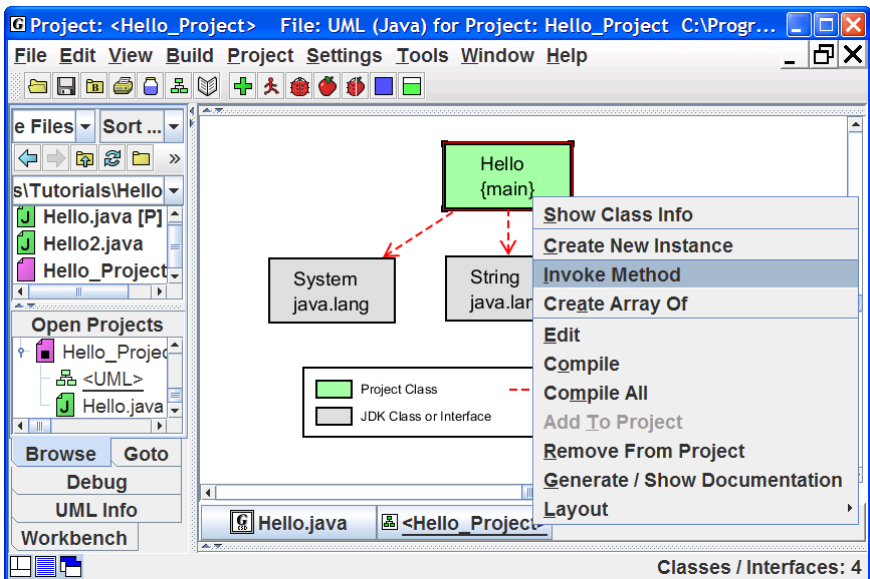 Project: <Hello_Project> File: UML (Java) for Project: Hello_Project C:\Progr...
File Edit View Build Project Settings Tools Window Help
e Files Sort ...
s\Tutorials\Hello
Hello.java [P]
Hello2.java
Hello_Project
Open Projects
Hello_Projec
<UML>
Hello.java
Browse Goto
Debug
UML Info
Workbench
Hello
{main}
System
java.lang
String
java.lan
Project Class
JDK Class or Interface
Show Class Info
Create New Instance
Invoke Method
Create Array Of
Edit
Compile
Compile All
Add To Project
Remove From Project
Generate / Show Documentation
Layout
Hello.java <Hello_Project>
Classes / Interfaces: 4